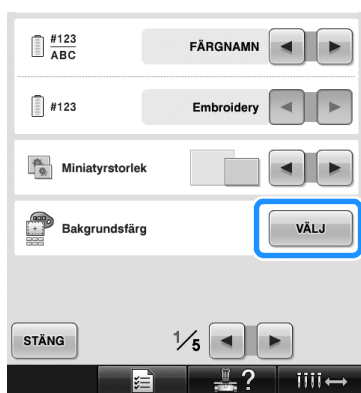 #123
ABC
FÄRGNAMN
#123
Embroidery
Miniatyrstorlek
Bakgrundsfärg
VÄLJ
STÄNG
1/5
?